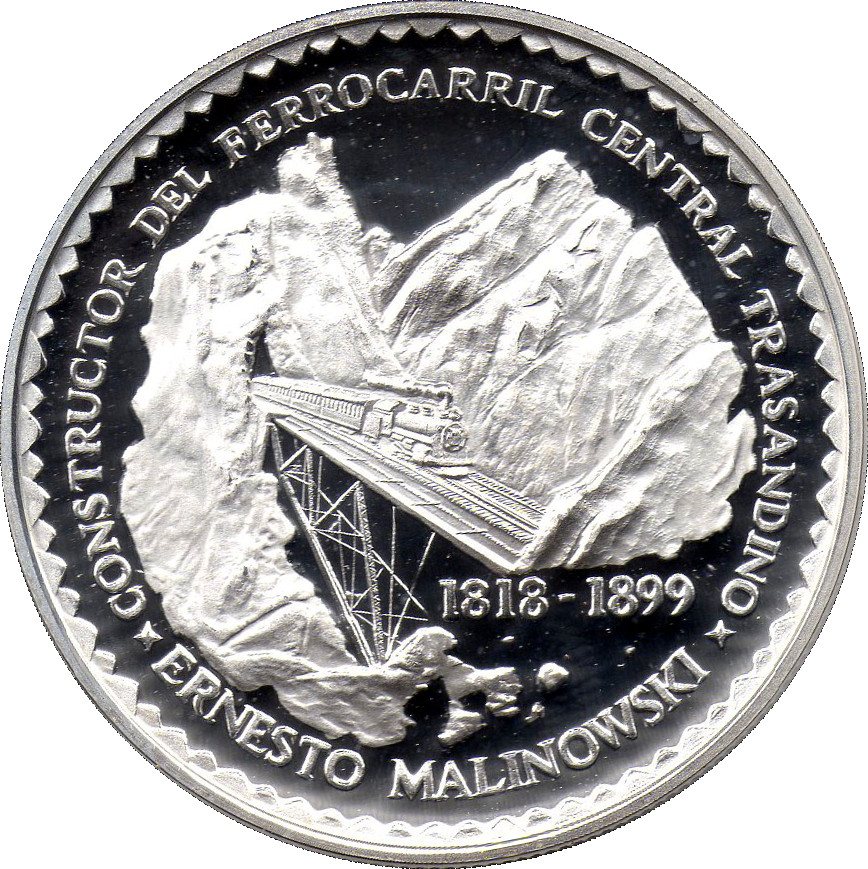 CONSTRUCTOR DEL FERROCARRIL CENTRAL TRASANDINO
1818-1899
ERNESTO MALINOWSKI